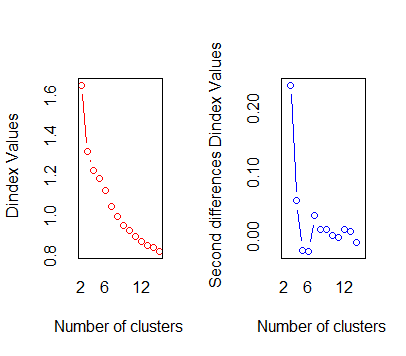 Dindex Values
0.8 1.0 1.2 1.4 1.6
2 6 12
Number of clusters
Second differences Dindex Values
0.00 0.10 0.20
2 6 12
Number of clusters